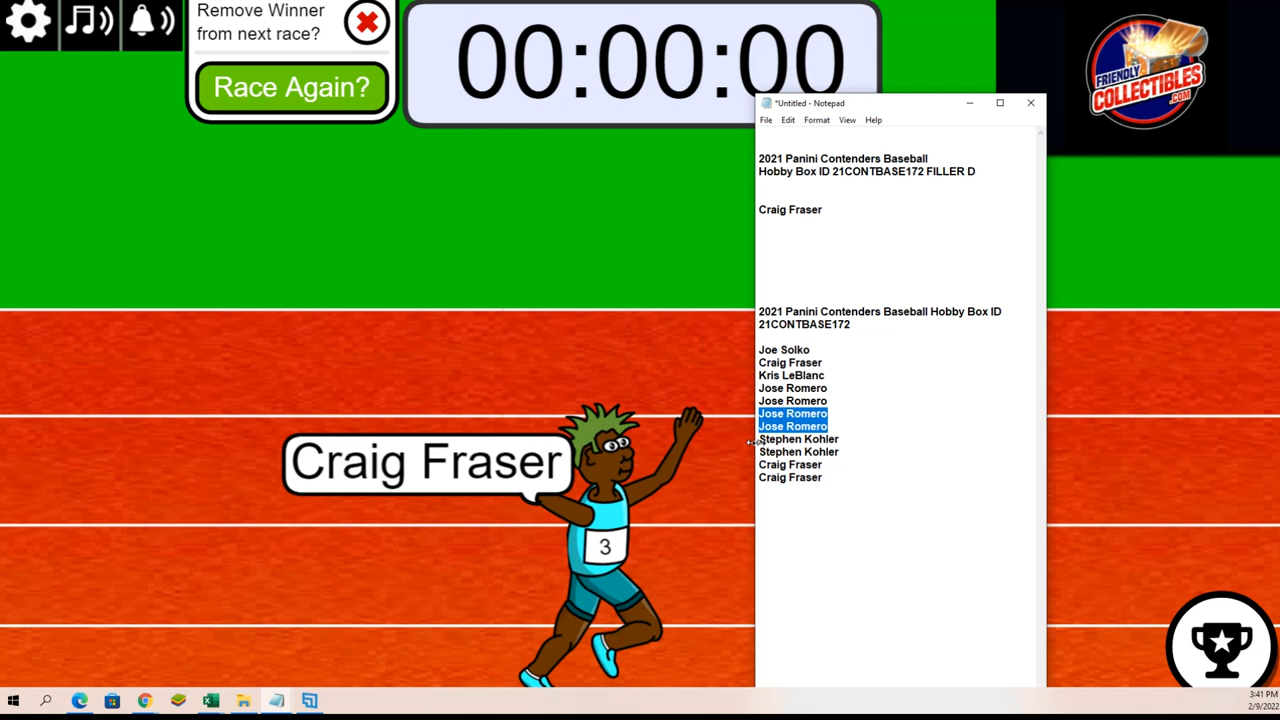 Remove Winner
from next race?
Race Again?
00:00:00
FRIENDLY
COLLECTIBLES
.COM
*Untitled - Notepad
File Edit Format View Help
2021 Panini Contenders Baseball
Hobby Box ID 21CONTBASE172 FILLER D
Craig Fraser
2021 Panini Contenders Baseball Hobby Box ID
21CONTBASE172
Joe Solko
Craig Fraser
Kris LeBlanc
Jose Romero
Jose Romero
Jose Romero
Jose Romero
Stephen Kohler
Stephen Kohler
Craig Fraser
Craig Fraser
Craig Fraser
3
3:41 PM
2/9/2022